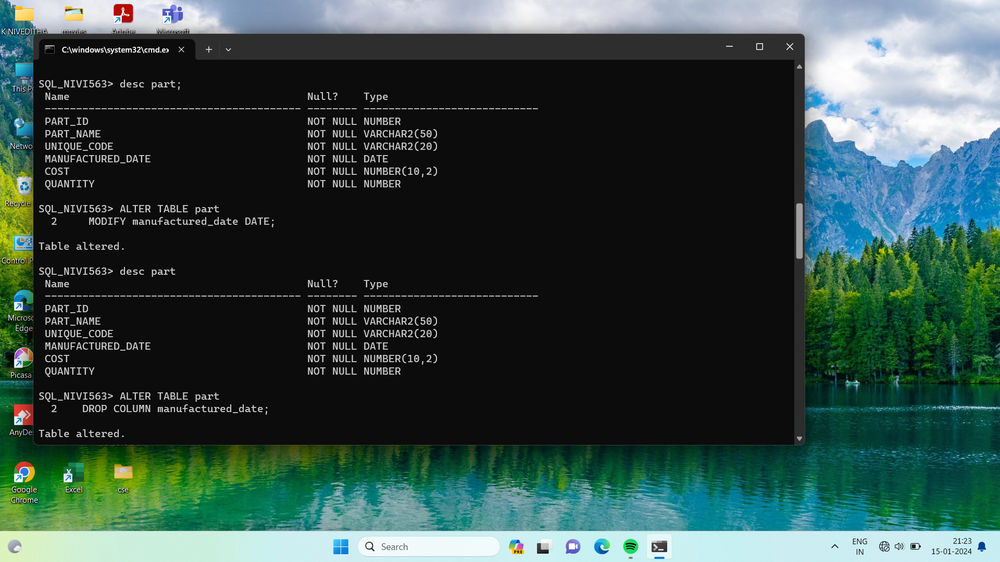 K NIVEDITHA
movies
Adobe
Microsoft
C:\windows\system32\cmd.ex
SQL_NIVI563> desc part;
Name Null? Type
----------------------------------------- -------- ----------------------------
PART_ID NOT NULL NUMBER
PART_NAME NOT NULL VARCHAR2(50)
UNIQUE_CODE NOT NULL VARCHAR2(20)
MANUFACTURED_DATE NOT NULL DATE
COST NOT NULL NUMBER(10,2)
QUANTITY NOT NULL NUMBER
SQL_NIVI563> ALTER TABLE part
2 MODIFY manufactured_date DATE;
Table altered.
SQL_NIVI563> desc part
Name Null? Type
----------------------------------------- -------- ----------------------------
PART_ID NOT NULL NUMBER
PART_NAME NOT NULL VARCHAR2(50)
UNIQUE_CODE NOT NULL VARCHAR2(20)
MANUFACTURED_DATE NOT NULL DATE
COST NOT NULL NUMBER(10,2)
QUANTITY NOT NULL NUMBER
SQL_NIVI563> ALTER TABLE part
2 DROP COLUMN manufactured_date;
Table altered.
This P
Netwo
Recycle
Control P
Micros
Edge
Picasa
AnyDe
Google
Chrome
Excel
cse
Search
PRE
ENG
IN
21:23
15-01-2024